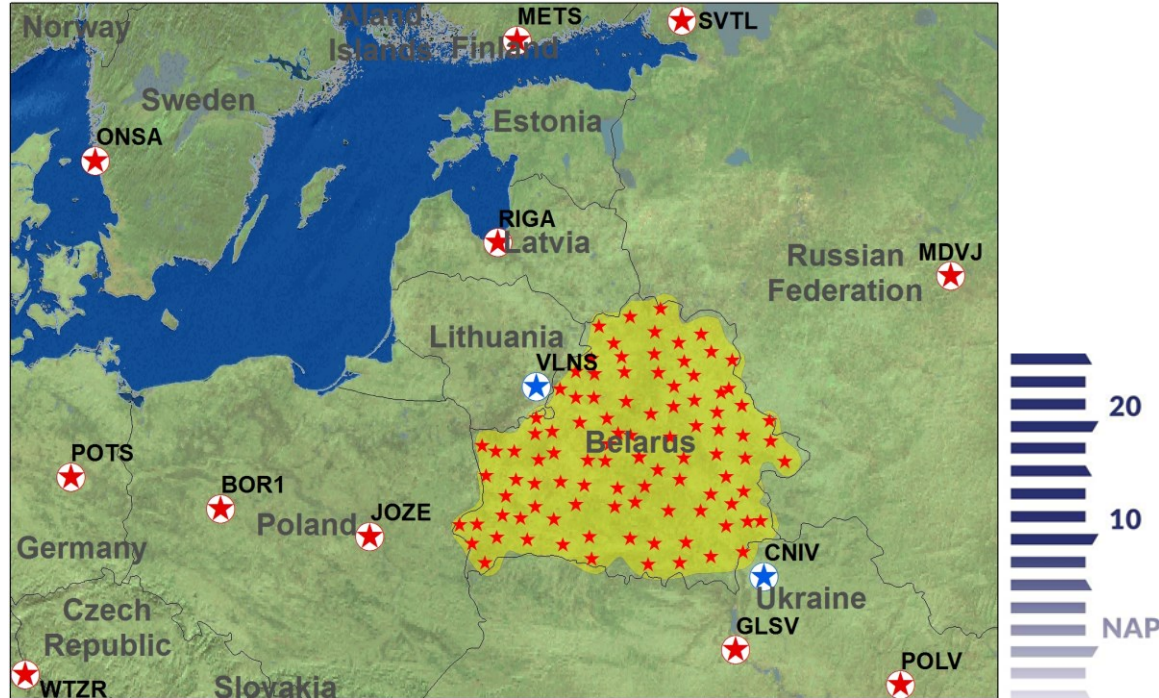 Norway
Aland
Islands
METS
Finland
SVTL
Sweden
ONSA
Estonia
RIGA
Latvia
Russian
Federation
MDVJ
Lithuania
VLNS
20
Belarus
POTS
BOR1
JOZE
Poland
10
Germany
CNIV
Ukraine
Czech
Republic
GLSV
NAP
POLV
WTZR
Slovakia